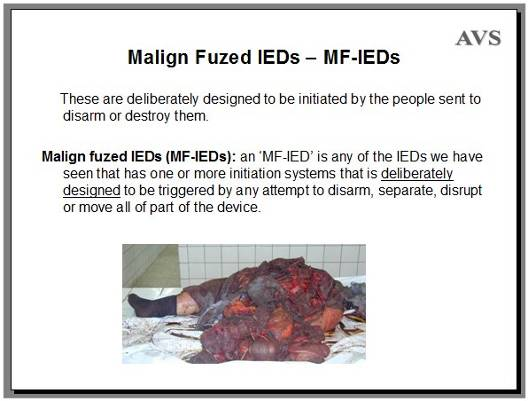 AVS
Malign Fuzed IEDs – MF-IEDs
These are deliberately designed to be initiated by the people sent to
disarm or destroy them.
Malign fuzed IEDs (MF-IEDs): an ‘MF-IED’ is any of the IEDs we have
seen that has one or more initiation systems that is deliberately
designed to be triggered by any attempt to disarm, separate, disrupt
or move all of part of the device.